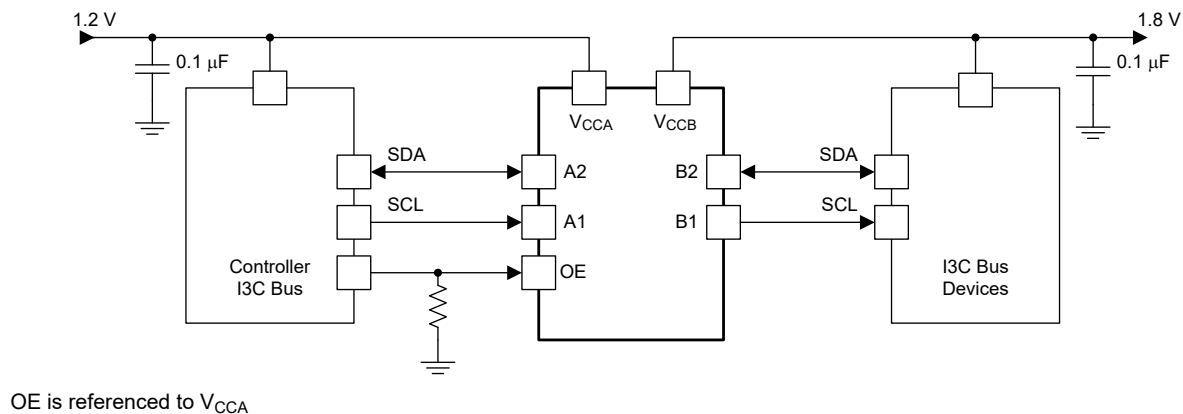 1.2 V
1.8 V
0.1 μF
0.1 μF
VCCA
VCCB
SDA
A2
B2
SDA
SCL
A1
B1
SCL
Controller
I3C Bus
OE
I3C Bus
Devices
OE is referenced to VCCA